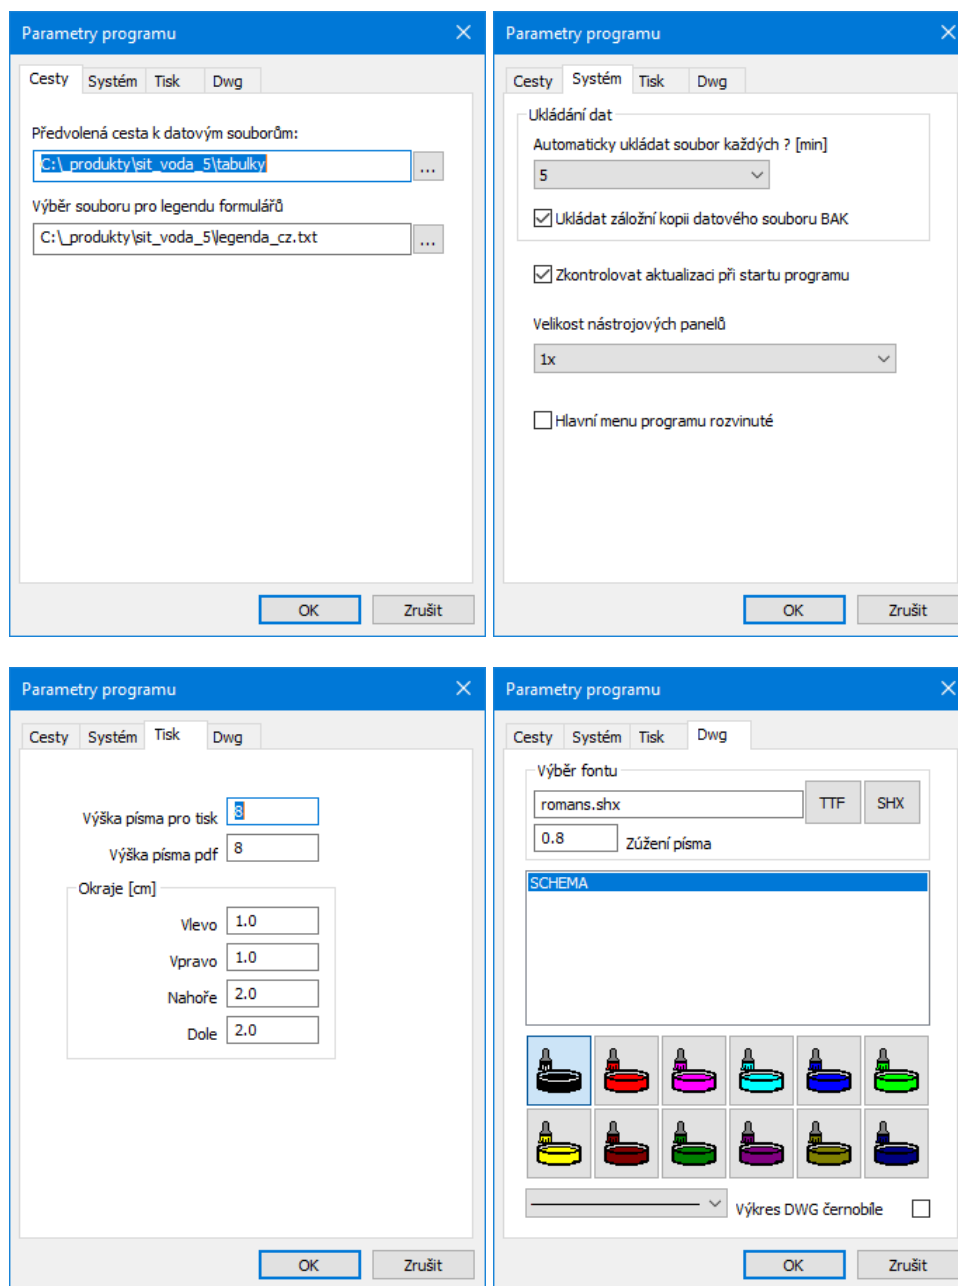 Parametry programu
Cesty Systém Tisk Dwg
Předvolená cesta k datovým souborům:
C:\_produkty\sit_voda_5\tabulky
...
Výběr souboru pro legendu formulářů
C:\_produkty\sit_voda_5\legenda_cz.txt
...
OK Zrušit
Parametry programu
Cesty Systém Tisk Dwg
Ukládání dat
Automaticky ukládat soubor každých ? [min]
5
Ukládat záložní kopii datového souboru BAK
Zkontrolovat aktualizaci při startu programu
Velikost nástrojových panelů
1x
Hlavní menu programu rozvinuté
OK Zrušit
Parametry programu
Cesty Systém Tisk Dwg
Výška písma pro tisk 8
Výška písma pdf 8
Okraje [cm]
Vlevo 1.0
Vpravo 1.0
Nahoře 2.0
Dole 2.0
OK Zrušit
Parametry programu
Cesty Systém Tisk Dwg
Výběr fontu
romans.shx TTF SHX
0.8 Zúžení písma
SCHEMA
Výkres DWG černobíle
OK Zrušit